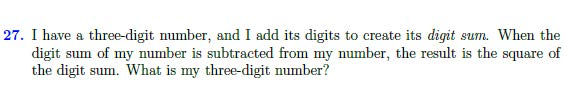 27. I have a three-digit number, and I add its digits to create its digit sum. When the
digit sum of my number is subtracted from my number, the result is the square of
the digit sum. What is my three-digit number?